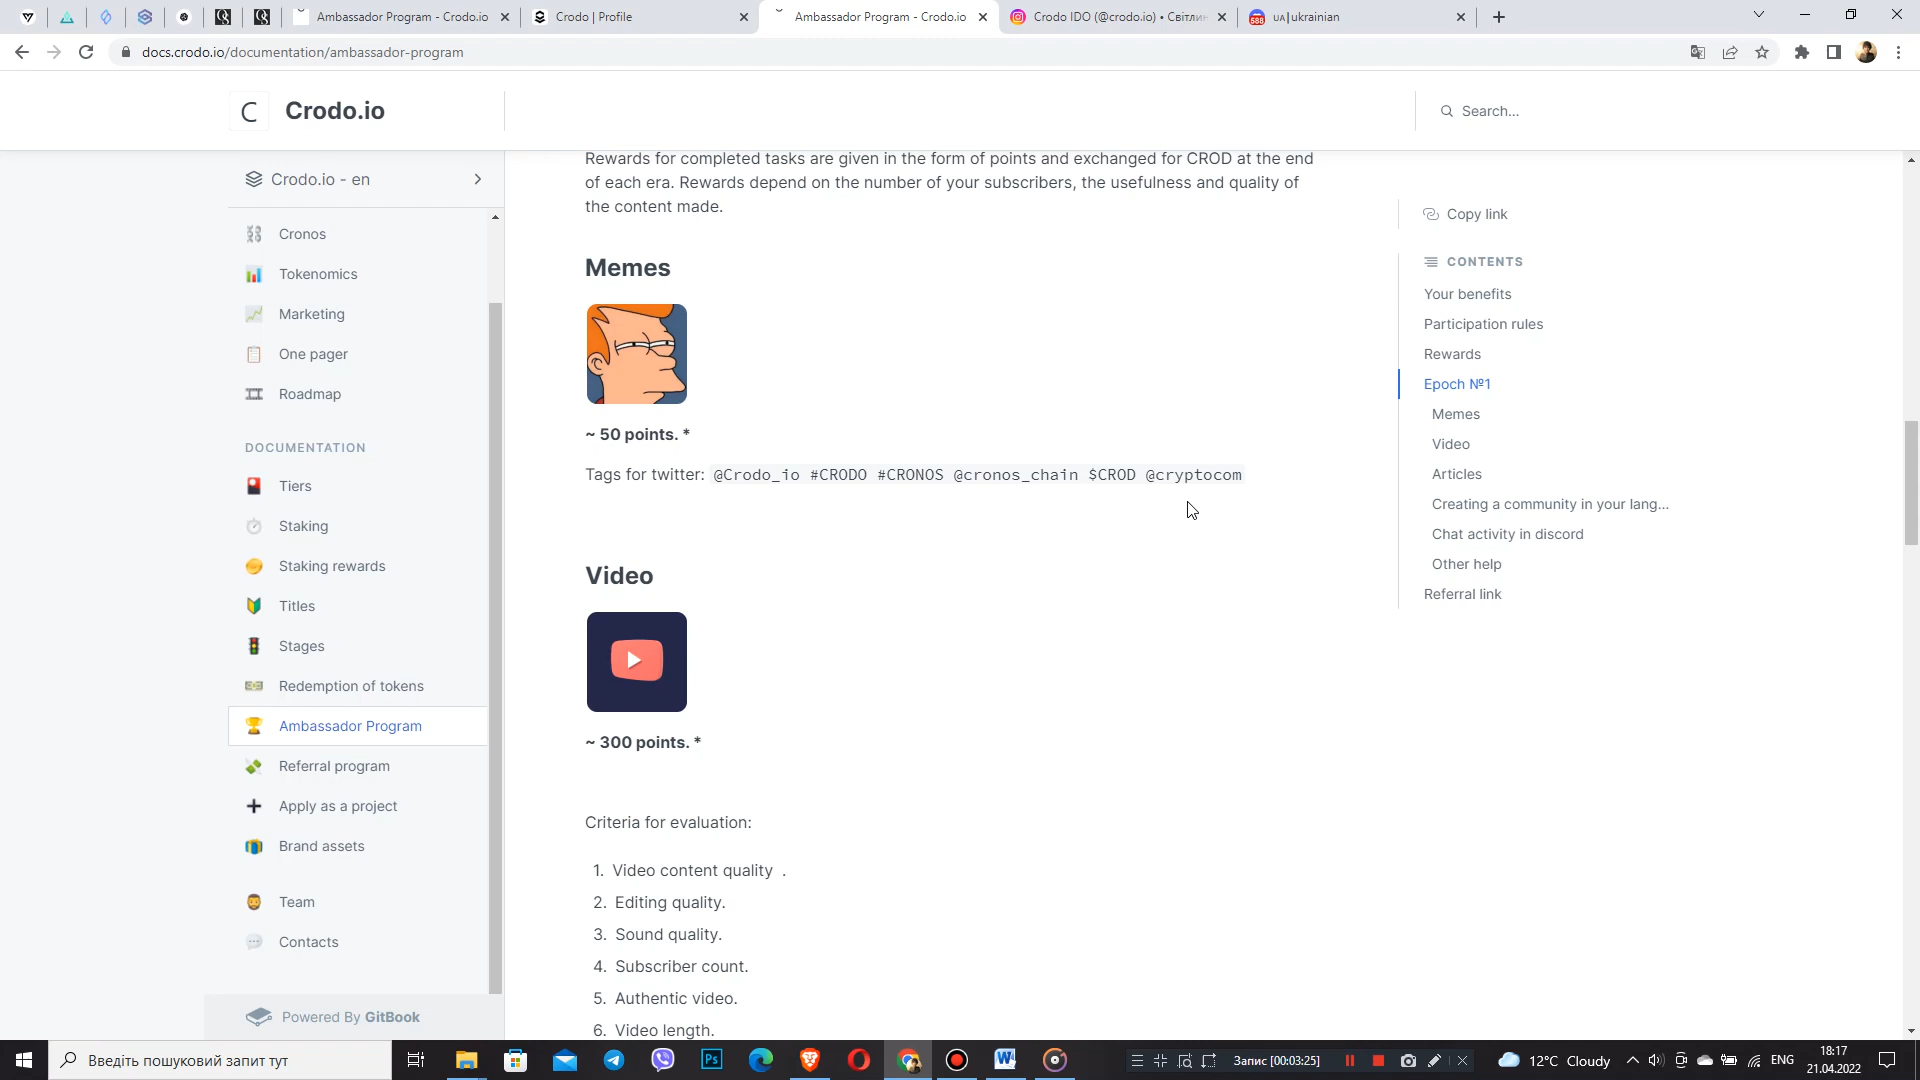 Ambassador Program - Crodo.io
Crodo | Profile
Ambassador Program - Crodo.io
Crodo IDO (@crodo.io) • Світлин
588
UA|ukrainian
docs.crodo.io/documentation/ambassador-program
C
Crodo.io
Search...
Crodo.io - en
Cronos
Tokenomics
Marketing
One pager
Roadmap
DOCUMENTATION
Tiers
Staking
Staking rewards
Titles
Stages
Redemption of tokens
Ambassador Program
Referral program
Apply as a project
Brand assets
Team
Contacts
Powered By GitBook
Rewards for completed tasks are given in the form of points and exchanged for CROD at the end
of each era. Rewards depend on the number of your subscribers, the usefulness and quality of
the content made.
Memes
~ 50 points. *
Tags for twitter: @Crodo_io #CRODO #CRONOS @cronos_chain $CROD @cryptocom
Video
~ 300 points. *
Criteria for evaluation:
1. Video content quality .
2. Editing quality.
3. Sound quality.
4. Subscriber count.
5. Authentic video.
6. Video length.
Copy link
CONTENTS
Your benefits
Participation rules
Rewards
Epoch №1
Memes
Video
Articles
Creating a community in your lang...
Chat activity in discord
Other help
Referral link
Введіть пошуковий запит тут
Ps
W
Запис [00:03:25]
12°C Cloudy
ENG
18:17
21.04.2022